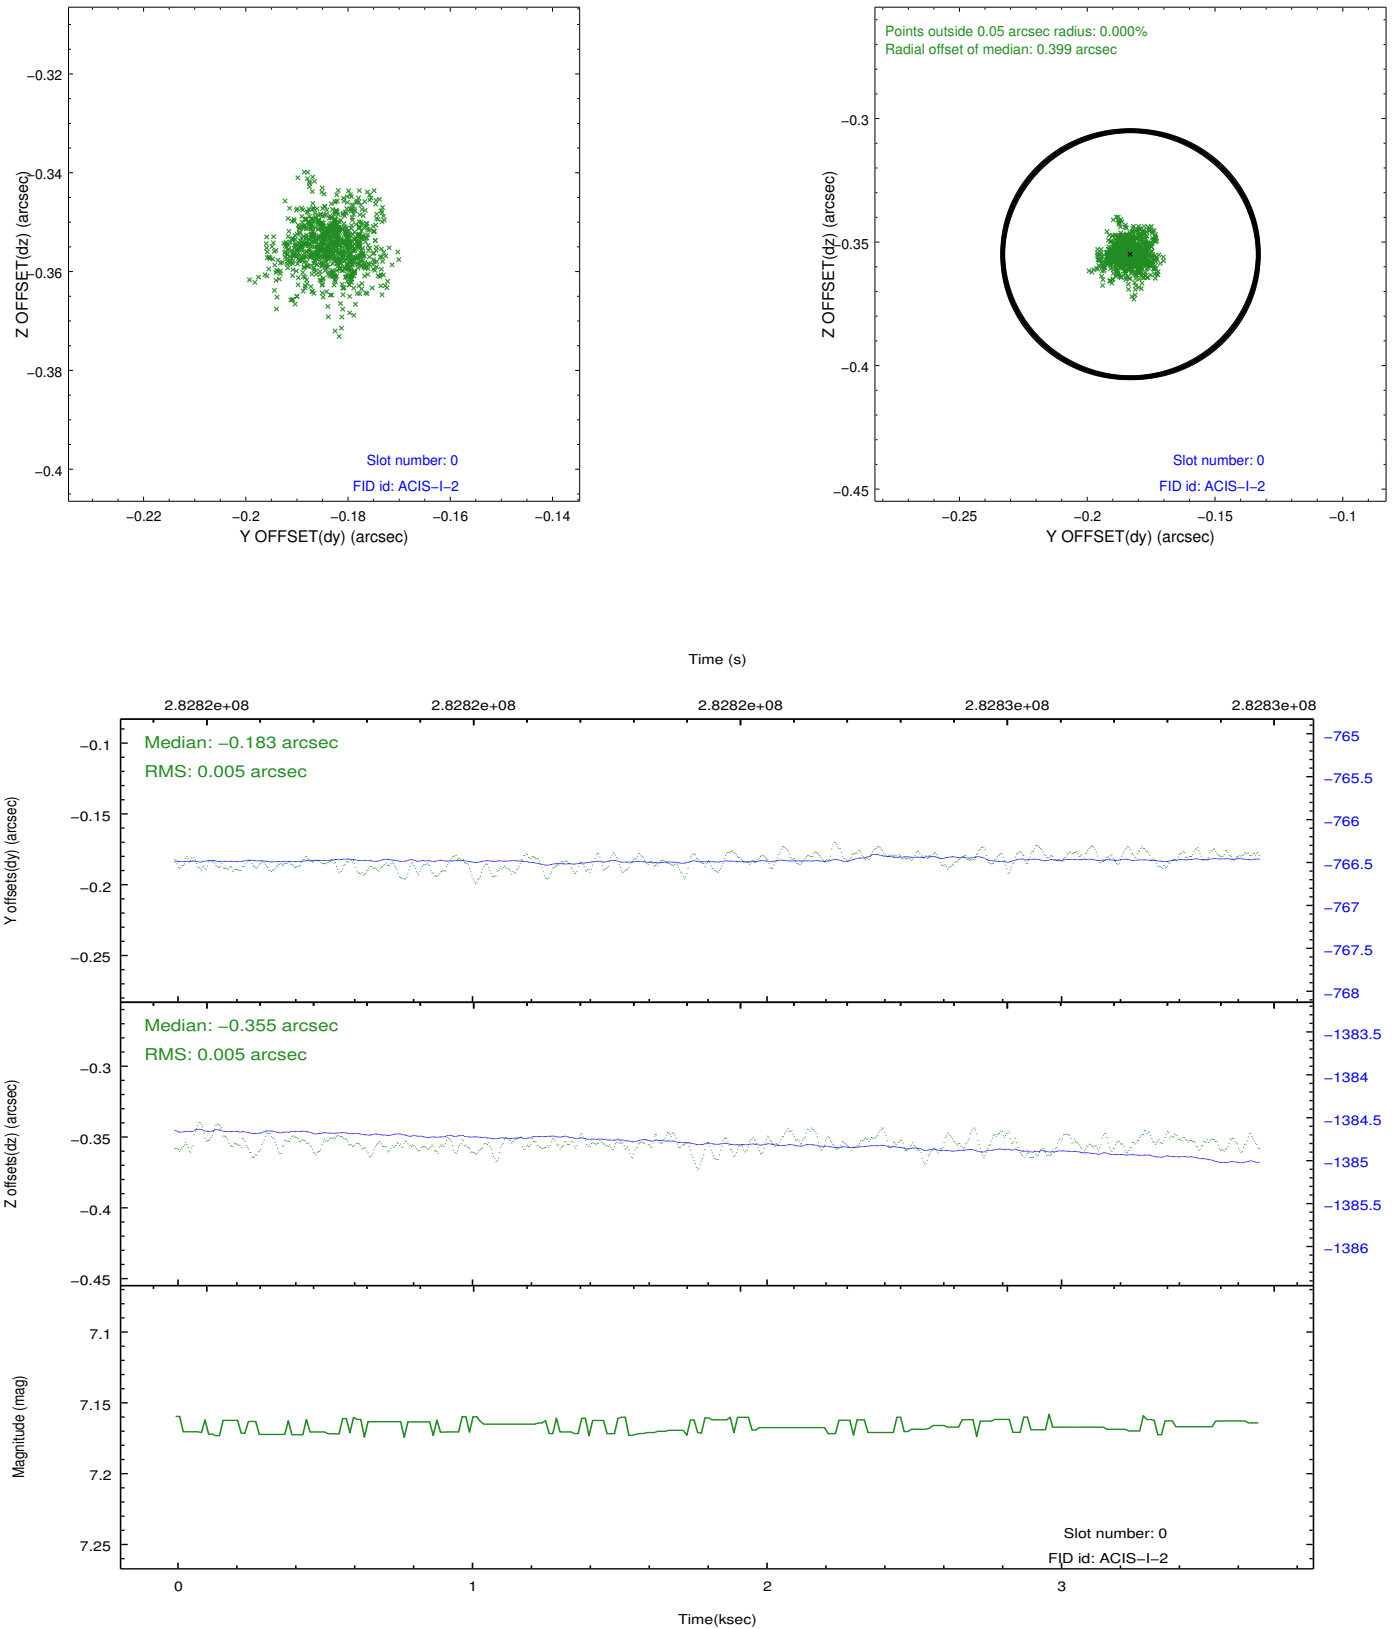 −0.32
−0.34
−0.36
−0.38
−0.4
Z OFFSET(dz) (arcsec)
Slot number: 0
FID id: ACIS−I−2
−0.22
−0.2
−0.18
−0.16
−0.14
Y OFFSET(dy) (arcsec)
Points outside 0.05 arcsec radius: 0.000%
Radial offset of median: 0.399 arcsec
−0.3
−0.35
−0.4
−0.45
Z OFFSET(dz) (arcsec)
Slot number: 0
FID id: ACIS−I−2
−0.25
−0.2
−0.15
−0.1
Y OFFSET(dy) (arcsec)
Time (s)
2.8282e+08
2.8282e+08
2.8282e+08
2.8283e+08
2.8283e+08
Median: −0.183 arcsec
RMS: 0.005 arcsec
−0.1
−0.15
−0.2
−0.25
Y offsets(dy) (arcsec)
−765
−765.5
−766
−766.5
−767
−767.5
−768
Median: −0.355 arcsec
RMS: 0.005 arcsec
−0.3
−0.35
−0.4
−0.45
Z offsets(dz) (arcsec)
−1383.5
−1384
−1384.5
−1385
−1385.5
−1386
7.1
7.15
7.2
7.25
Magnitude (mag)
Slot number: 0
FID id: ACIS−I−2
0
1
2
3
Time(ksec)